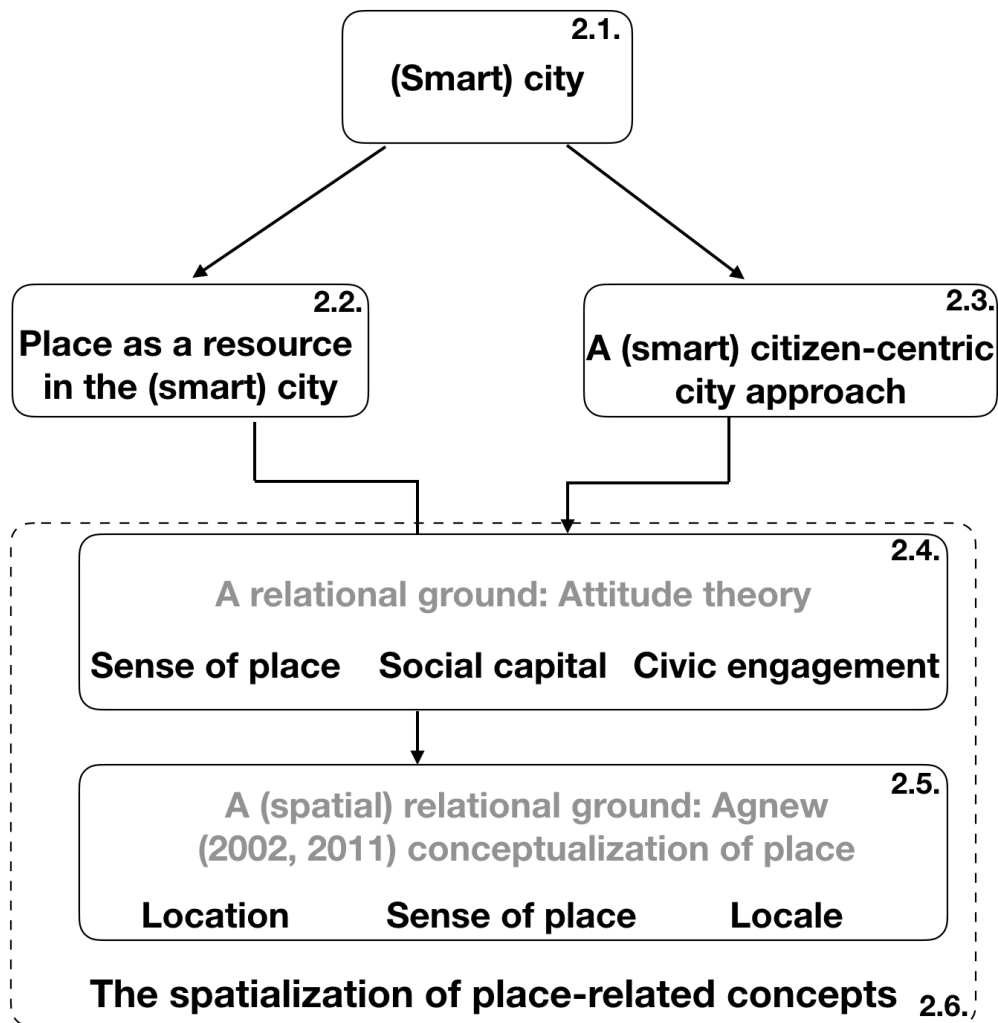 2.1.
(Smart) city
2.2.
Place as a resource
in the (smart) city
2.3.
A (smart) citizen-centric
city approach
2.4.
A relational ground: Attitude theory
Sense of place Social capital Civic engagement
2.5.
A (spatial) relational ground: Agnew
(2002, 2011) conceptualization of place
Location Sense of place Locale
The spatialization of place-related concepts 2.6.